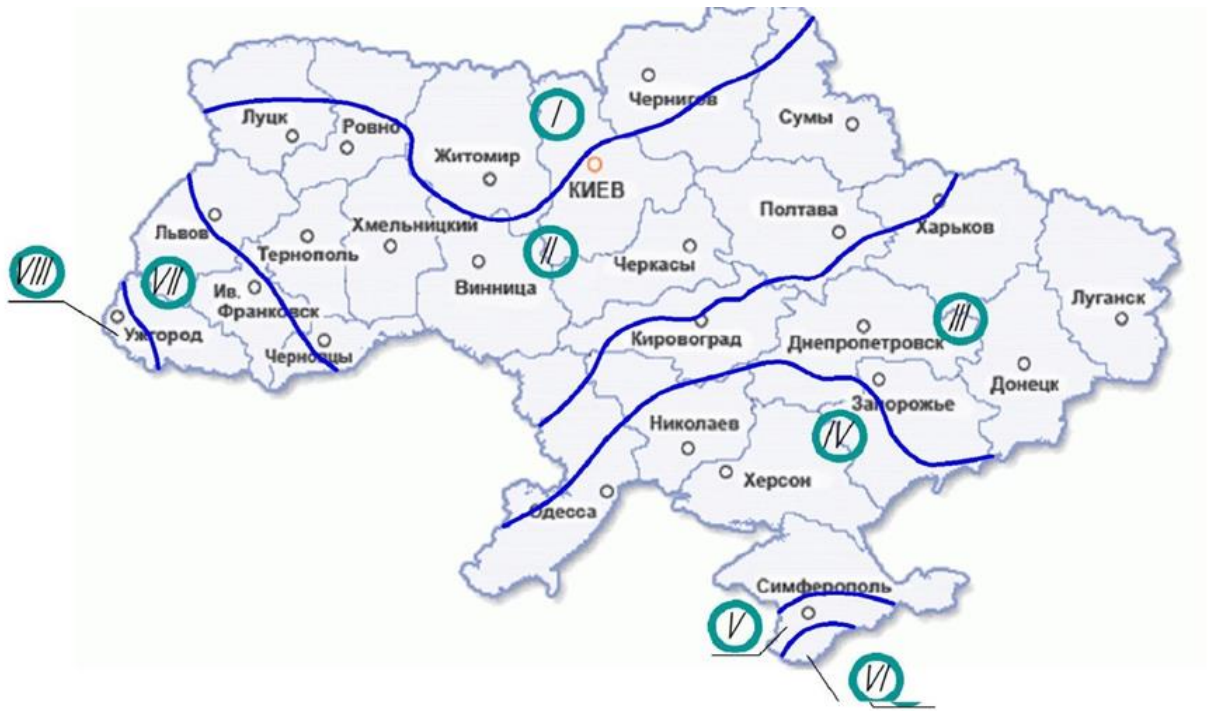 Чернигов
I
Луцк
Ровно
Сумы
Житомир
КИЕВ
Полтава
Львов
Хмельницкий
Харьков
Тернополь
II
Черкасы
VIII
VII
Винница
Ив.
Франковск
Луганск
Ужгород
Кировоград
Днепропетровск
III
Черновцы
Донецк
Запорожье
Николаев
IV
Херсон
Одесса
Симферополь
V
VI